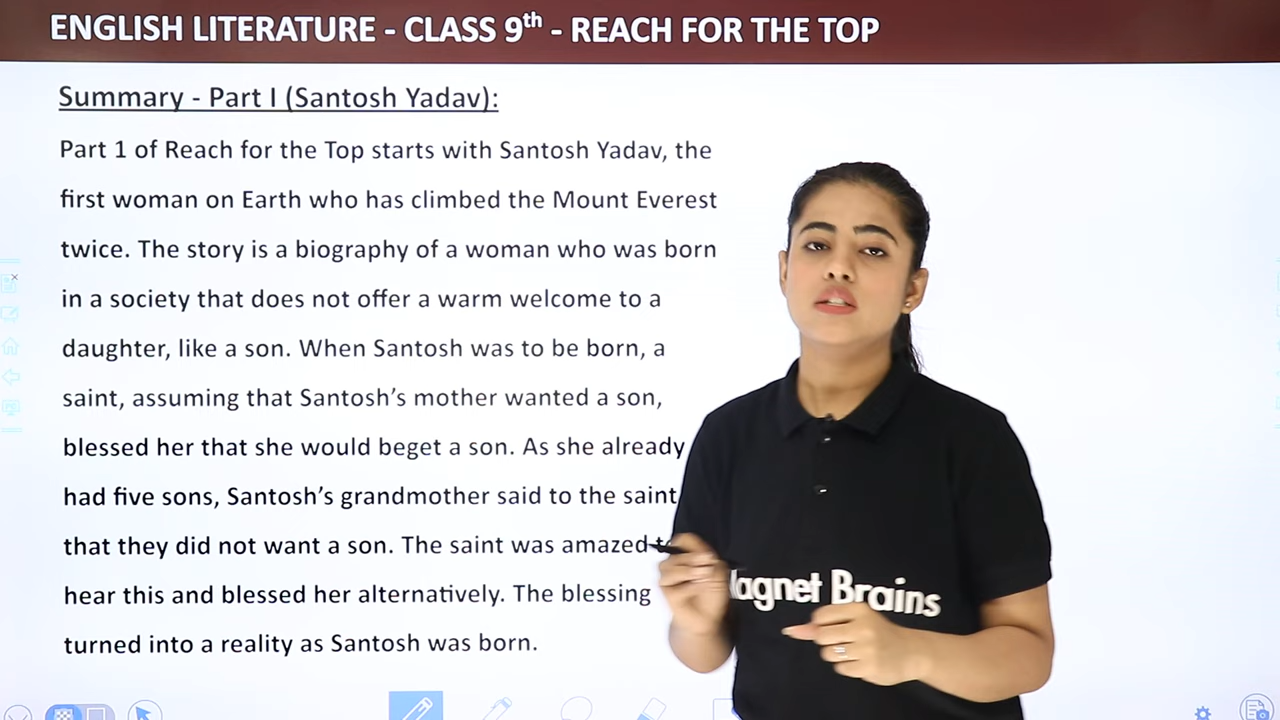 ENGLISH LITERATURE - CLASS 9th - REACH FOR THE TOP
Summary - Part I (Santosh Yadav):
Part 1 of Reach for the Top starts with Santosh Yadav, the
first woman on Earth who has climbed the Mount Everest
twice. The story is a biography of a woman who was born
in a society that does not offer a warm welcome to a
daughter, like a son. When Santosh was to be born, a
saint, assuming that Santosh’s mother wanted a son,
blessed her that she would beget a son. As she already
had five sons, Santosh’s grandmother said to the saint
that they did not want a son. The saint was amazed to
hear this and blessed her alternatively. The blessing
turned into a reality as Santosh was born.
Magnet Brains